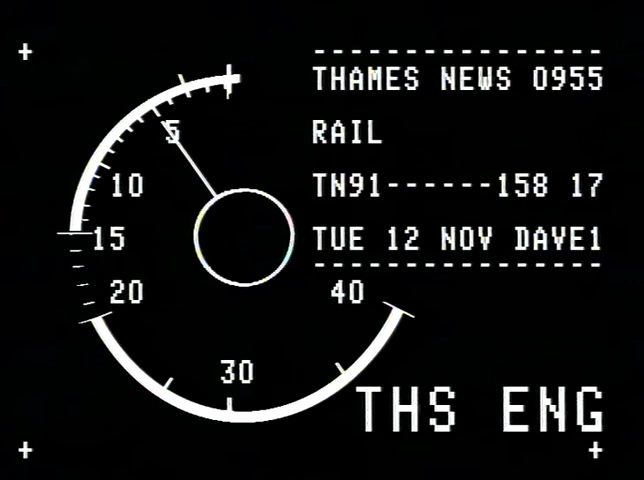 THAMES NEWS 0955
RAIL
TN91------158 17
TUE 12 NOV DAVE1
5
10
15
20
30
40
THS ENG